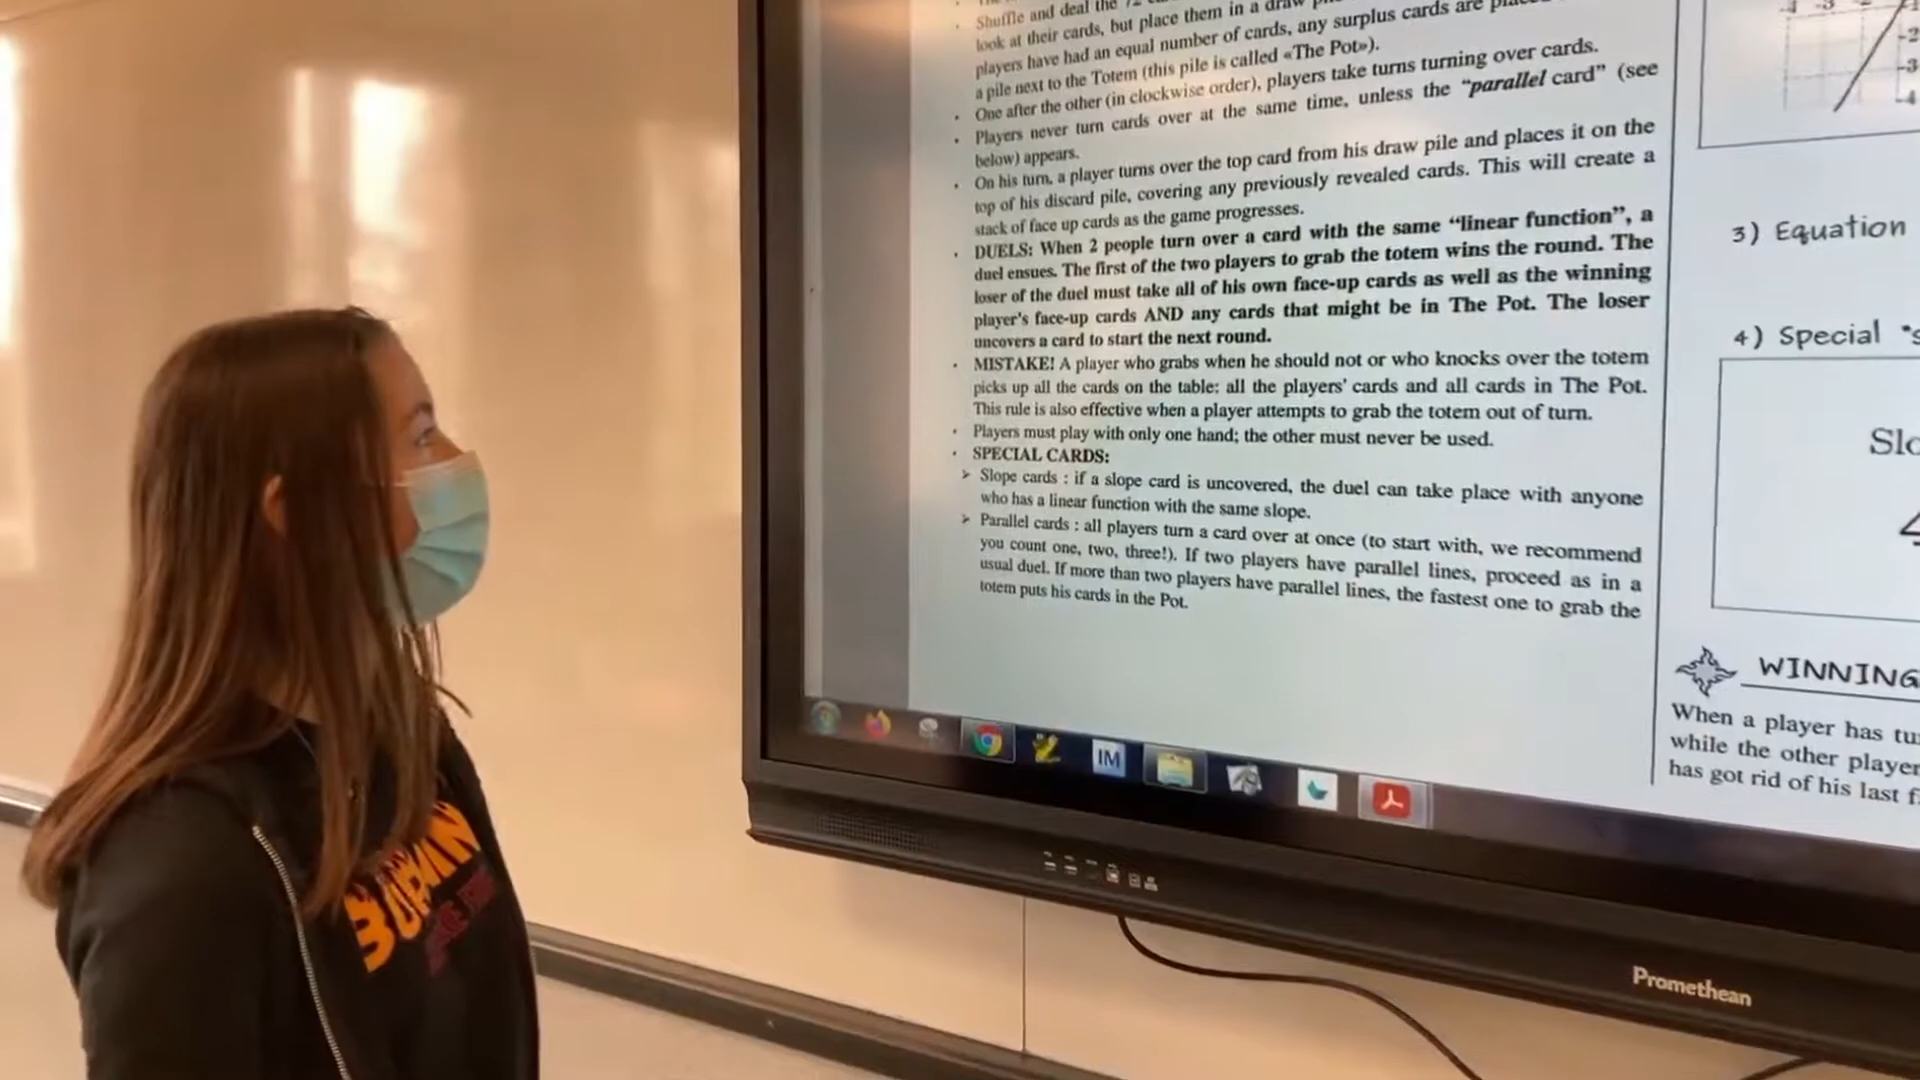 Shuffle and deal the 72
look at their cards, but place them in a draw
players have had an equal number of cards, any surplus cards are
a pile next to the Totem (this pile is called «The Pot»).
One after the other (in clockwise order), players take turns turning over cards.
Players never turn cards over at the same time, unless the “parallel card” (see
below) appears.
On his turn, a player turns over the top card from his draw pile and places it on the
top of his discard pile, covering any previously revealed cards. This will create a
stack of face up cards as the game progresses.
DUELS: When 2 people turn over a card with the same “linear function”, a
duel ensues. The first of the two players to grab the totem wins the round. The
loser of the duel must take all of his own face-up cards as well as the winning
player's face-up cards AND any cards that might be in The Pot. The loser
uncovers a card to start the next round.
MISTAKE! A player who grabs when he should not or who knocks over the totem
picks up all the cards on the table: all the players' cards and all cards in The Pot.
This rule is also effective when a player attempts to grab the totem out of turn.
Players must play with only one hand; the other must never be used.
SPECIAL CARDS:
Slope cards : if a slope card is uncovered, the duel can take place with anyone
who has a linear function with the same slope.
Parallel cards : all players turn a card over at once (to start with, we recommend
you count one, two, three!). If two players have parallel lines, proceed as in a
usual duel. If more than two players have parallel lines, the fastest one to grab the
totem puts his cards in the Pot.
-3
-2
-3
-4
3) Equation
4) Special "s
Slo
WINNING
When a player has tu
while the other player
has got rid of his last f
IM
Promethean